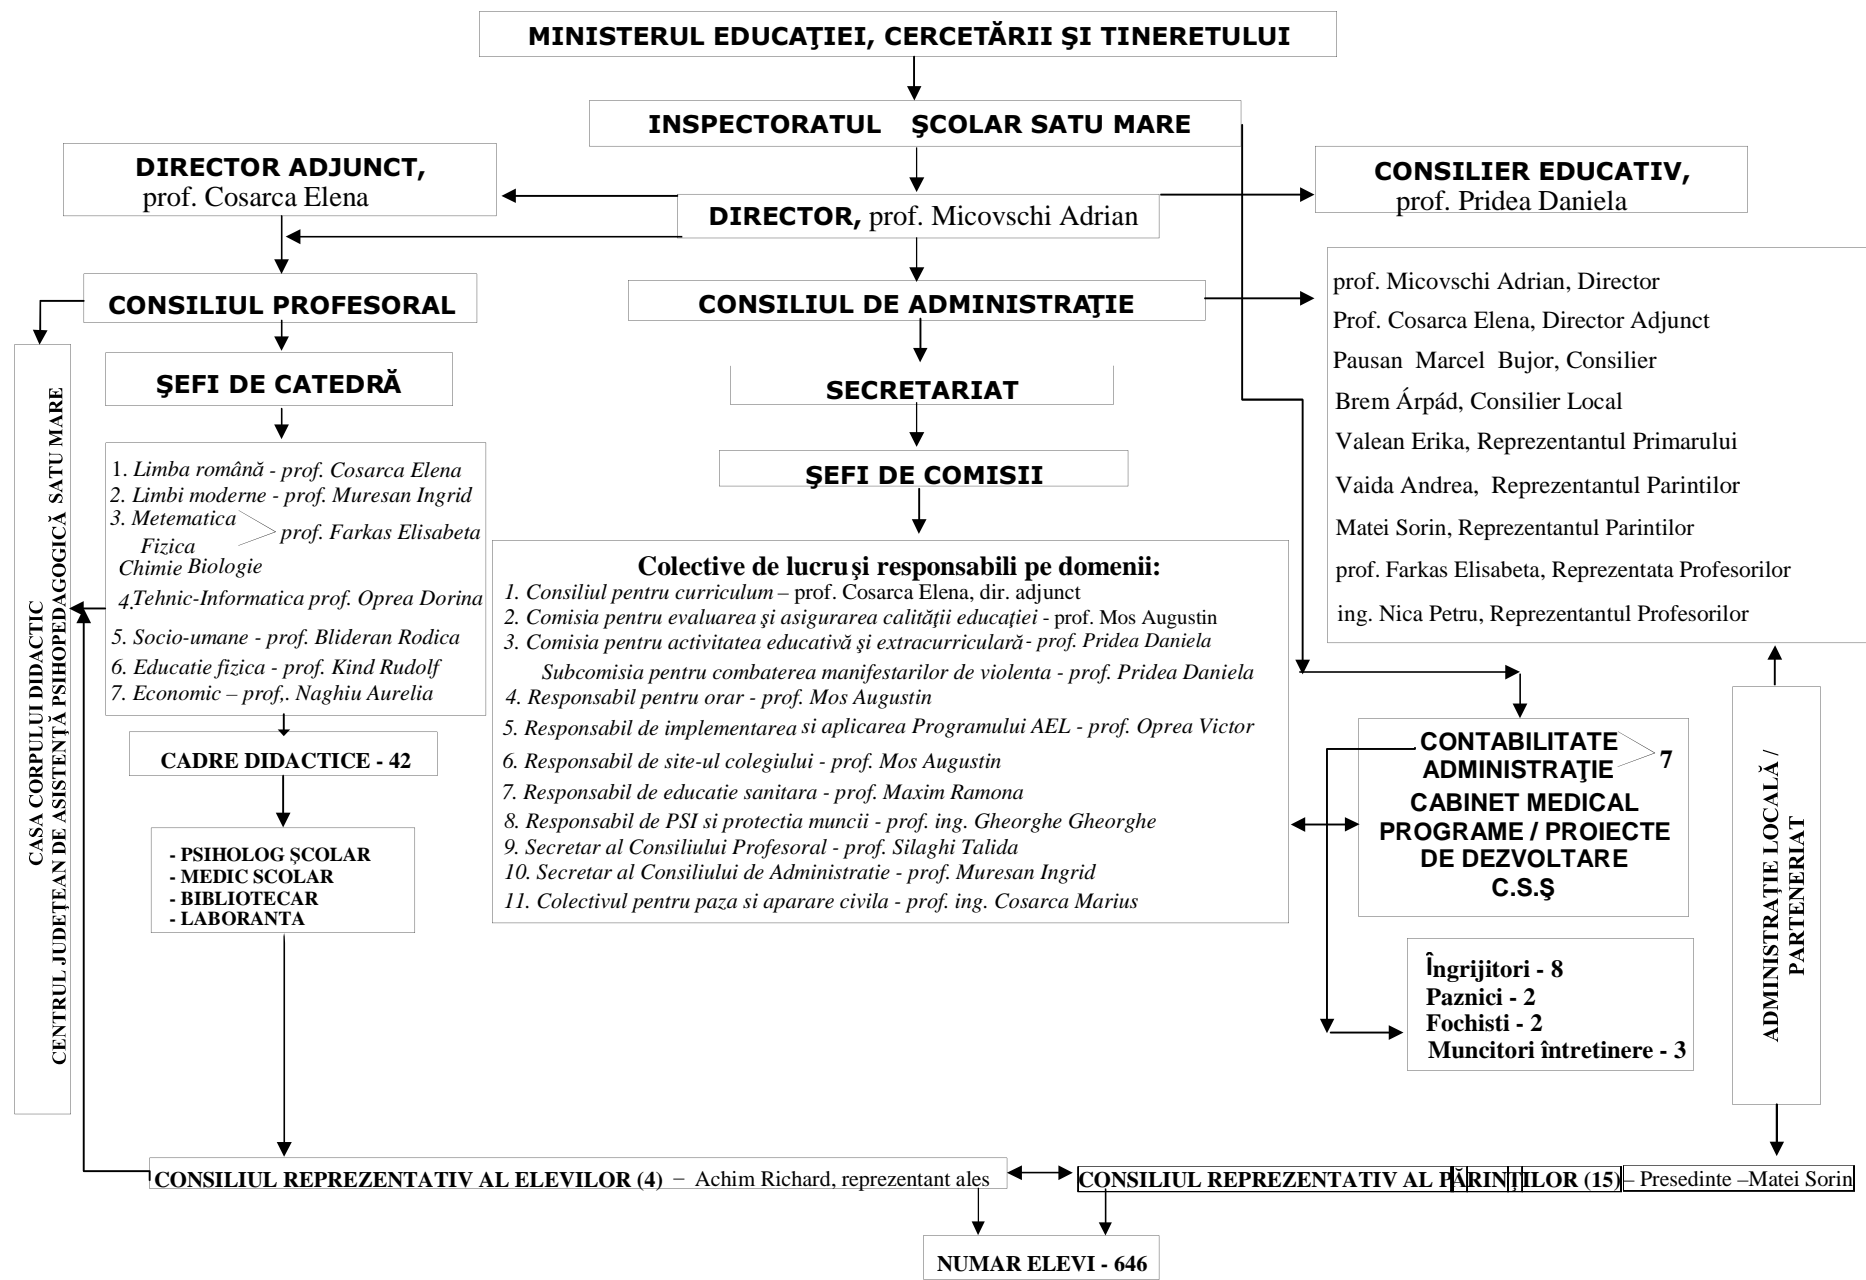 MINISTERUL EDUCAŢIEI, CERCETĂRII ŞI TINERETULUI
INSPECTORATUL ŞCOLAR SATU MARE
DIRECTOR ADJUNCT,
prof. Cosarca Elena
CONSILIER EDUCATIV,
prof. Pridea Daniela
DIRECTOR, prof. Micovschi Adrian
CONSILIUL PROFESORAL
CONSILIUL DE ADMINISTRAŢIE
prof. Micovschi Adrian, Director
Prof. Cosarca Elena, Director Adjunct
Pausan Marcel Bujor, Consilier
Brem Árpád, Consilier Local
Valean Erika, Reprezentantul Primarului
Vaida Andrea, Reprezentantul Parintilor
Matei Sorin, Reprezentantul Parintilor
prof. Farkas Elisabeta, Reprezentata Profesorilor
ing. Nica Petru, Reprezentantul Profesorilor
ŞEFI DE CATEDRĂ
SECRETARIAT
ŞEFI DE COMISII
CASA CORPULUI DIDACTIC
CENTRUL JUDEŢEAN DE ASISTENŢĂ PSIHOPEDAGOGICĂ SATU MARE
1. Limba română - prof. Cosarca Elena
2. Limbi moderne - prof. Muresan Ingrid
3. Metematica
prof. Farkas Elisabeta
Fizica
Chimie Biologie
4.Tehnic-Informatica prof. Oprea Dorina
5. Socio-umane - prof. Blideran Rodica
6. Educatie fizica - prof. Kind Rudolf
7. Economic – prof,. Naghiu Aurelia
CADRE DIDACTICE - 42
- PSIHOLOG ŞCOLAR
- MEDIC SCOLAR
- BIBLIOTECAR
- LABORANTA
Colective de lucru şi responsabili pe domenii:
1. Consiliul pentru curriculum – prof. Cosarca Elena, dir. adjunct
2. Comisia pentru evaluarea şi asigurarea calităţii educaţiei - prof. Mos Augustin
3. Comisia pentru activitatea educativă şi extracurriculară - prof. Pridea Daniela
Subcomisia pentru combaterea manifestarilor de violenta - prof. Pridea Daniela
4. Responsabil pentru orar - prof. Mos Augustin
5. Responsabil de implementarea si aplicarea Programului AEL - prof. Oprea Victor
6. Responsabil de site-ul colegiului - prof. Mos Augustin
7. Responsabil de educatie sanitara - prof. Maxim Ramona
8. Responsabil de PSI si protectia muncii - prof. ing. Gheorghe Gheorghe
9. Secretar al Consiliului Profesoral - prof. Silaghi Talida
10. Secretar al Consiliului de Administratie - prof. Muresan Ingrid
11. Colectivul pentru paza si aparare civila - prof. ing. Cosarca Marius
CONTABILITATE
ADMINISTRAŢIE
7
CABINET MEDICAL
PROGRAME / PROIECTE
DE DEZVOLTARE
C.S.Ş
Îngrijitori - 8
Paznici - 2
Fochisti - 2
Muncitori întretinere - 3
ADMINISTRAŢIE LOCALĂ /
PARTENERIAT
CONSILIUL REPREZENTATIV AL ELEVILOR (4) – Achim Richard, reprezentant ales
CONSILIUL REPREZENTATIV AL PĂRINŢILOR (15) – Presedinte –Matei Sorin
NUMAR ELEVI - 646